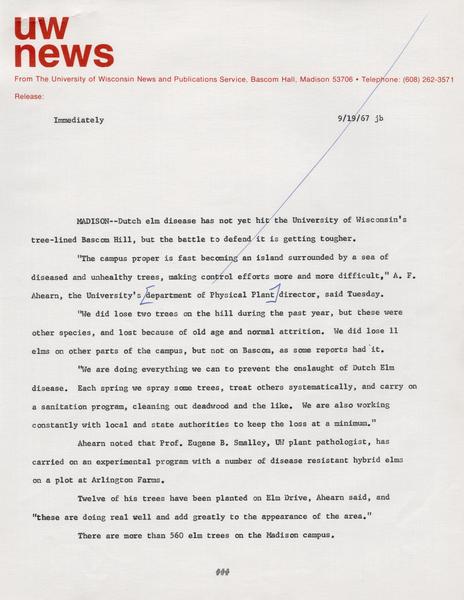 uw
news
From The University of Wisconsin News and Publications Service, Bascom Hall, Madison 53706 • Telephone: (608) 262-3571
Release:
Immediately 9/19/67 jb
MADISON--Dutch elm disease has not yet hit the University of Wisconsin's
tree-lined Bascom Hill, but the battle to defend it is getting tougher.
"The campus proper is fast becoming an island surrounded by a sea of
diseased and unhealthy trees, making control efforts more and more difficult," A. F.
Ahearn, the University's [department of Physical Plant] director, said Tuesday.
"We did lose two trees on the hill during the past year, but these were
other species, and lost because of old age and normal attrition. We did lose 11
elms on other parts of the campus, but not on Bascom, as some reports had it.
"We are doing everything we can to prevent the onslaught of Dutch Elm
disease. Each spring we spray some trees, treat others systematically, and carry on
a sanitation program, cleaning out deadwood and the like. We are also working
constantly with local and state authorities to keep the loss at a minimum."
Ahearn noted that Prof. Eugene B. Smalley, UW plant pathologist, has
carried on an experimental program with a number of disease resistant hybrid elms
on a plot at Arlington Farms.
Twelve of his trees have been planted on Elm Drive, Ahearn said, and
"these are doing real well and add greatly to the appearance of the area."
There are more than 560 elm trees on the Madison campus.
###